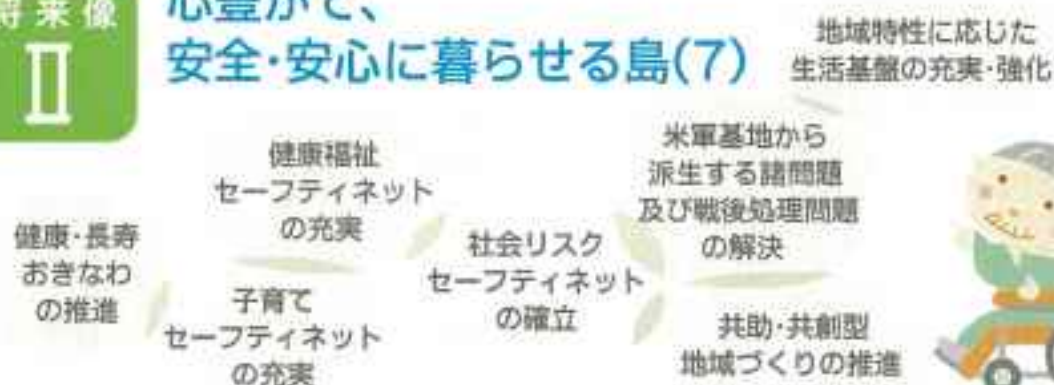 将来像
Ⅱ
心豊かで、
安全・安心に暮らせる島(7)
地域特性に応じた
生活基盤の充実・強化
健康福祉
セーフティネット
の充実
米軍基地から
派生する諸問題
及び戦後処理問題
の解決
健康・長寿
おきなわ
の推進
社会リスク
セーフティネット
の確立
子育て
セーフティネット
の充実
共助・共創型
地域づくりの推進